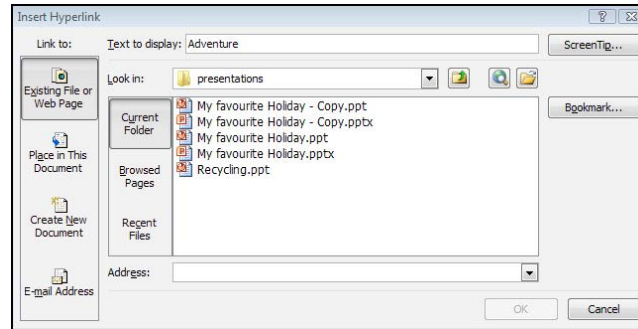 Insert Hyperlink
Link to:
Text to display: Adventure
ScreenTip...
Existing File or
Web Page
Look in: presentations
Bookmark...
Current
Folder
My favourite Holiday - Copy.ppt
My favourite Holiday - Copy.pptx
My favourite Holiday.ppt
My favourite Holiday.pptx
Recycling.ppt
Place in This
Document
Browsed
Pages
Create New
Document
Recent
Files
Address:
E-mail Address
OK
Cancel